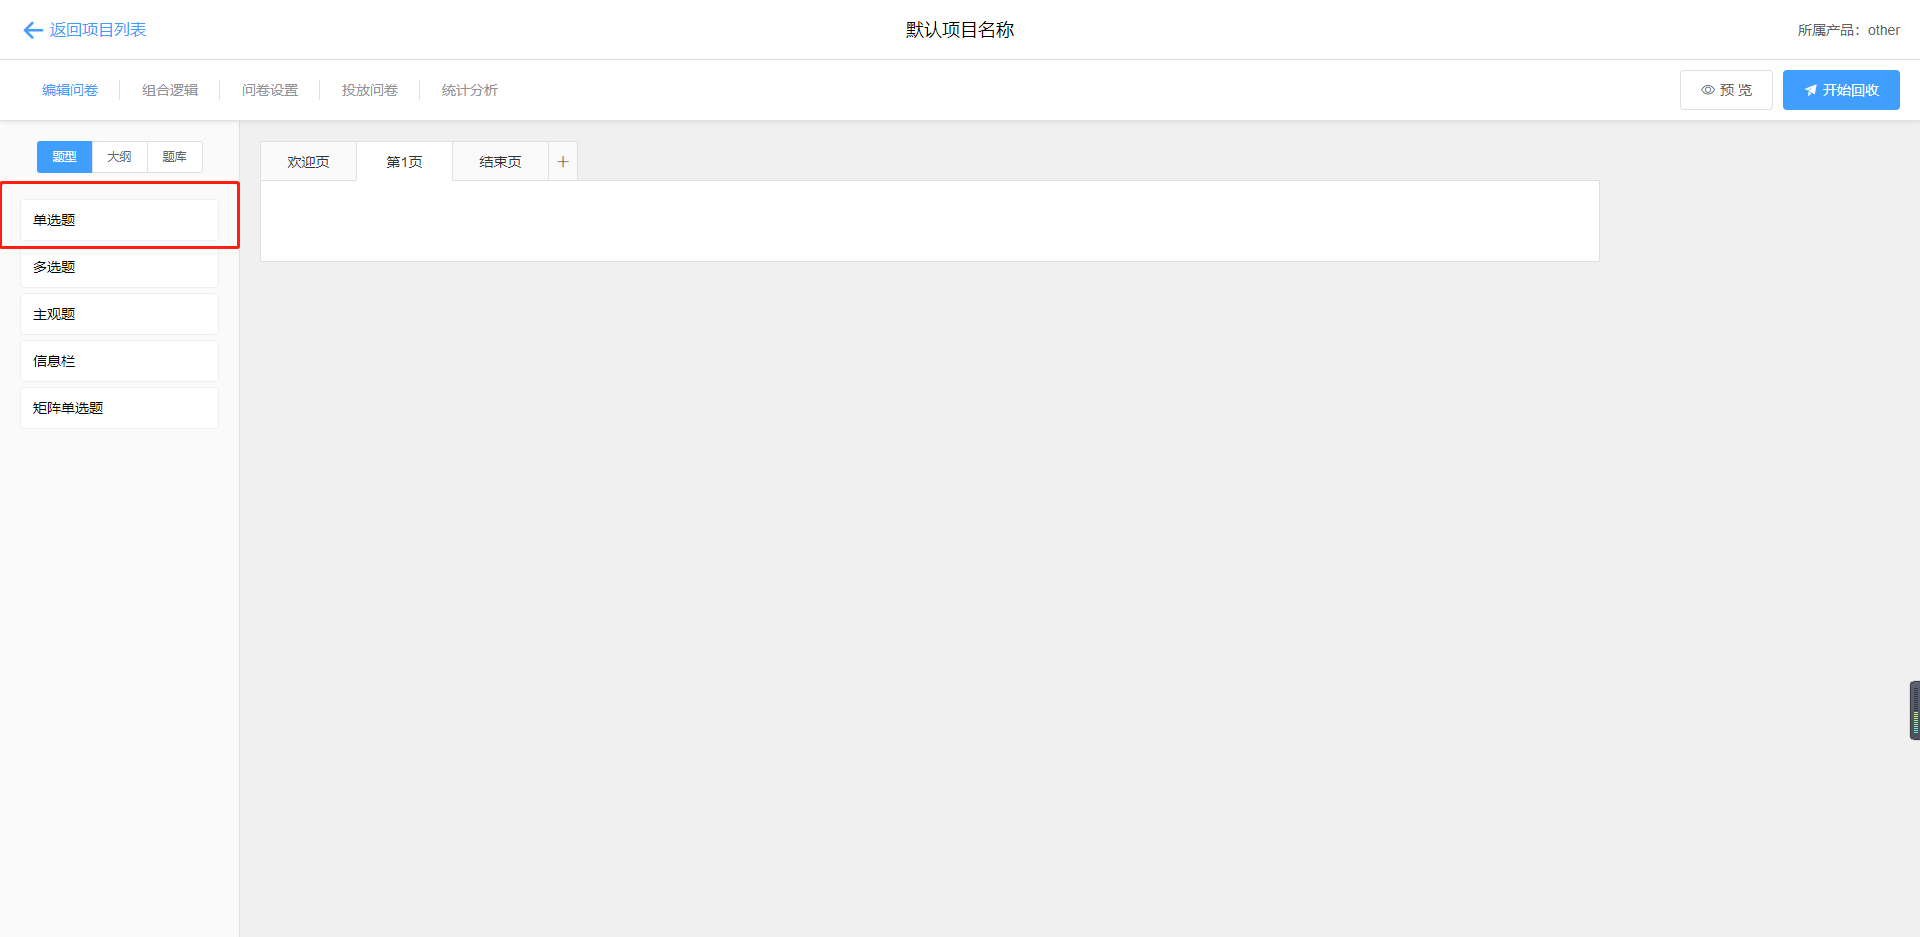 返回项目列表
默认项目名称
所属产品：other
编辑问卷
组合逻辑
问卷设置
投放问卷
统计分析
预 览
开始回收
题型
大纲
题库
欢迎页
第1页
结束页
+
单选题
多选题
主观题
信息栏
矩阵单选题